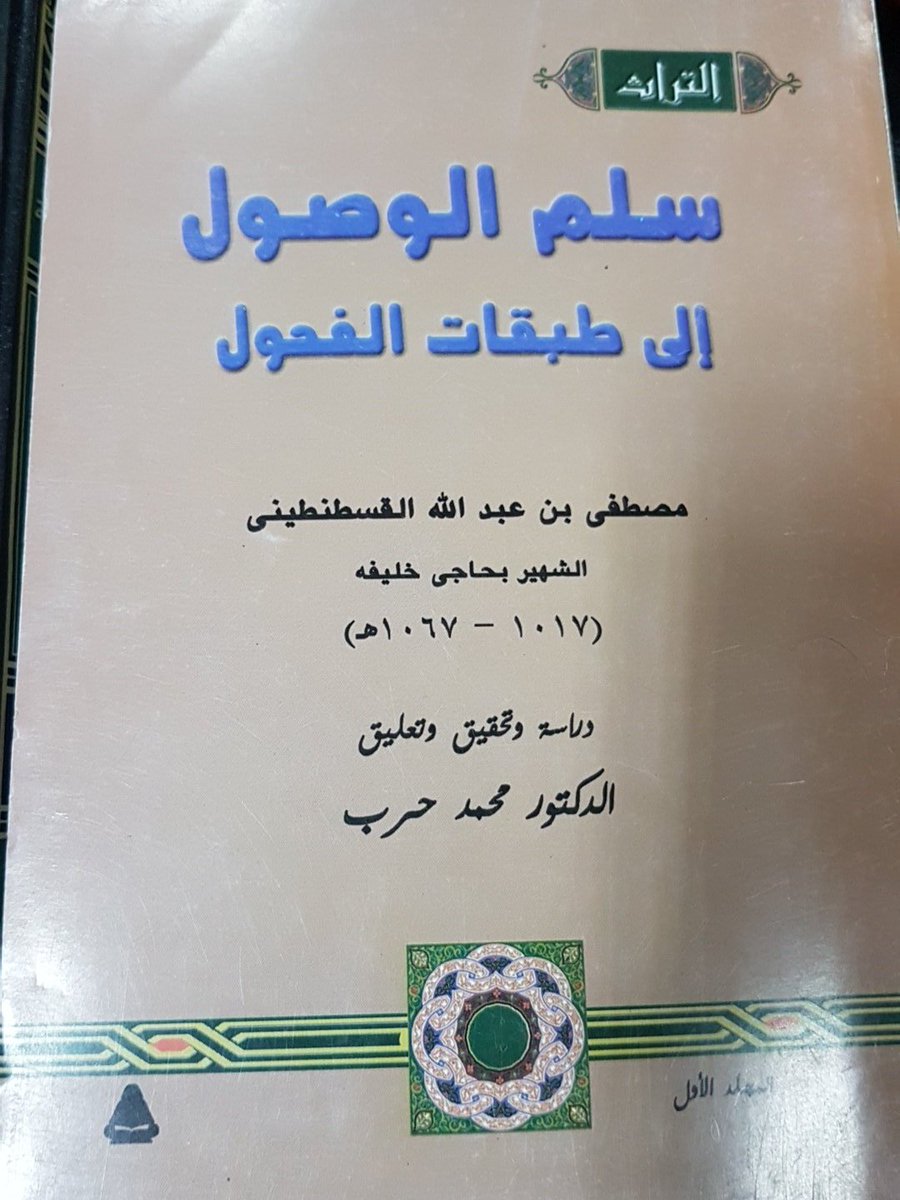 التراث
سلم الوصول
إلى طبقات الفحول
مصطفى بن عبد الله القسطنطينى
الشهير بحاجى خليفه
(١٠١٧ - ١٠٦٧هـ)
دراسة وتحقيق وتعليق
الدكتور محمد حرب
المجلد الأول